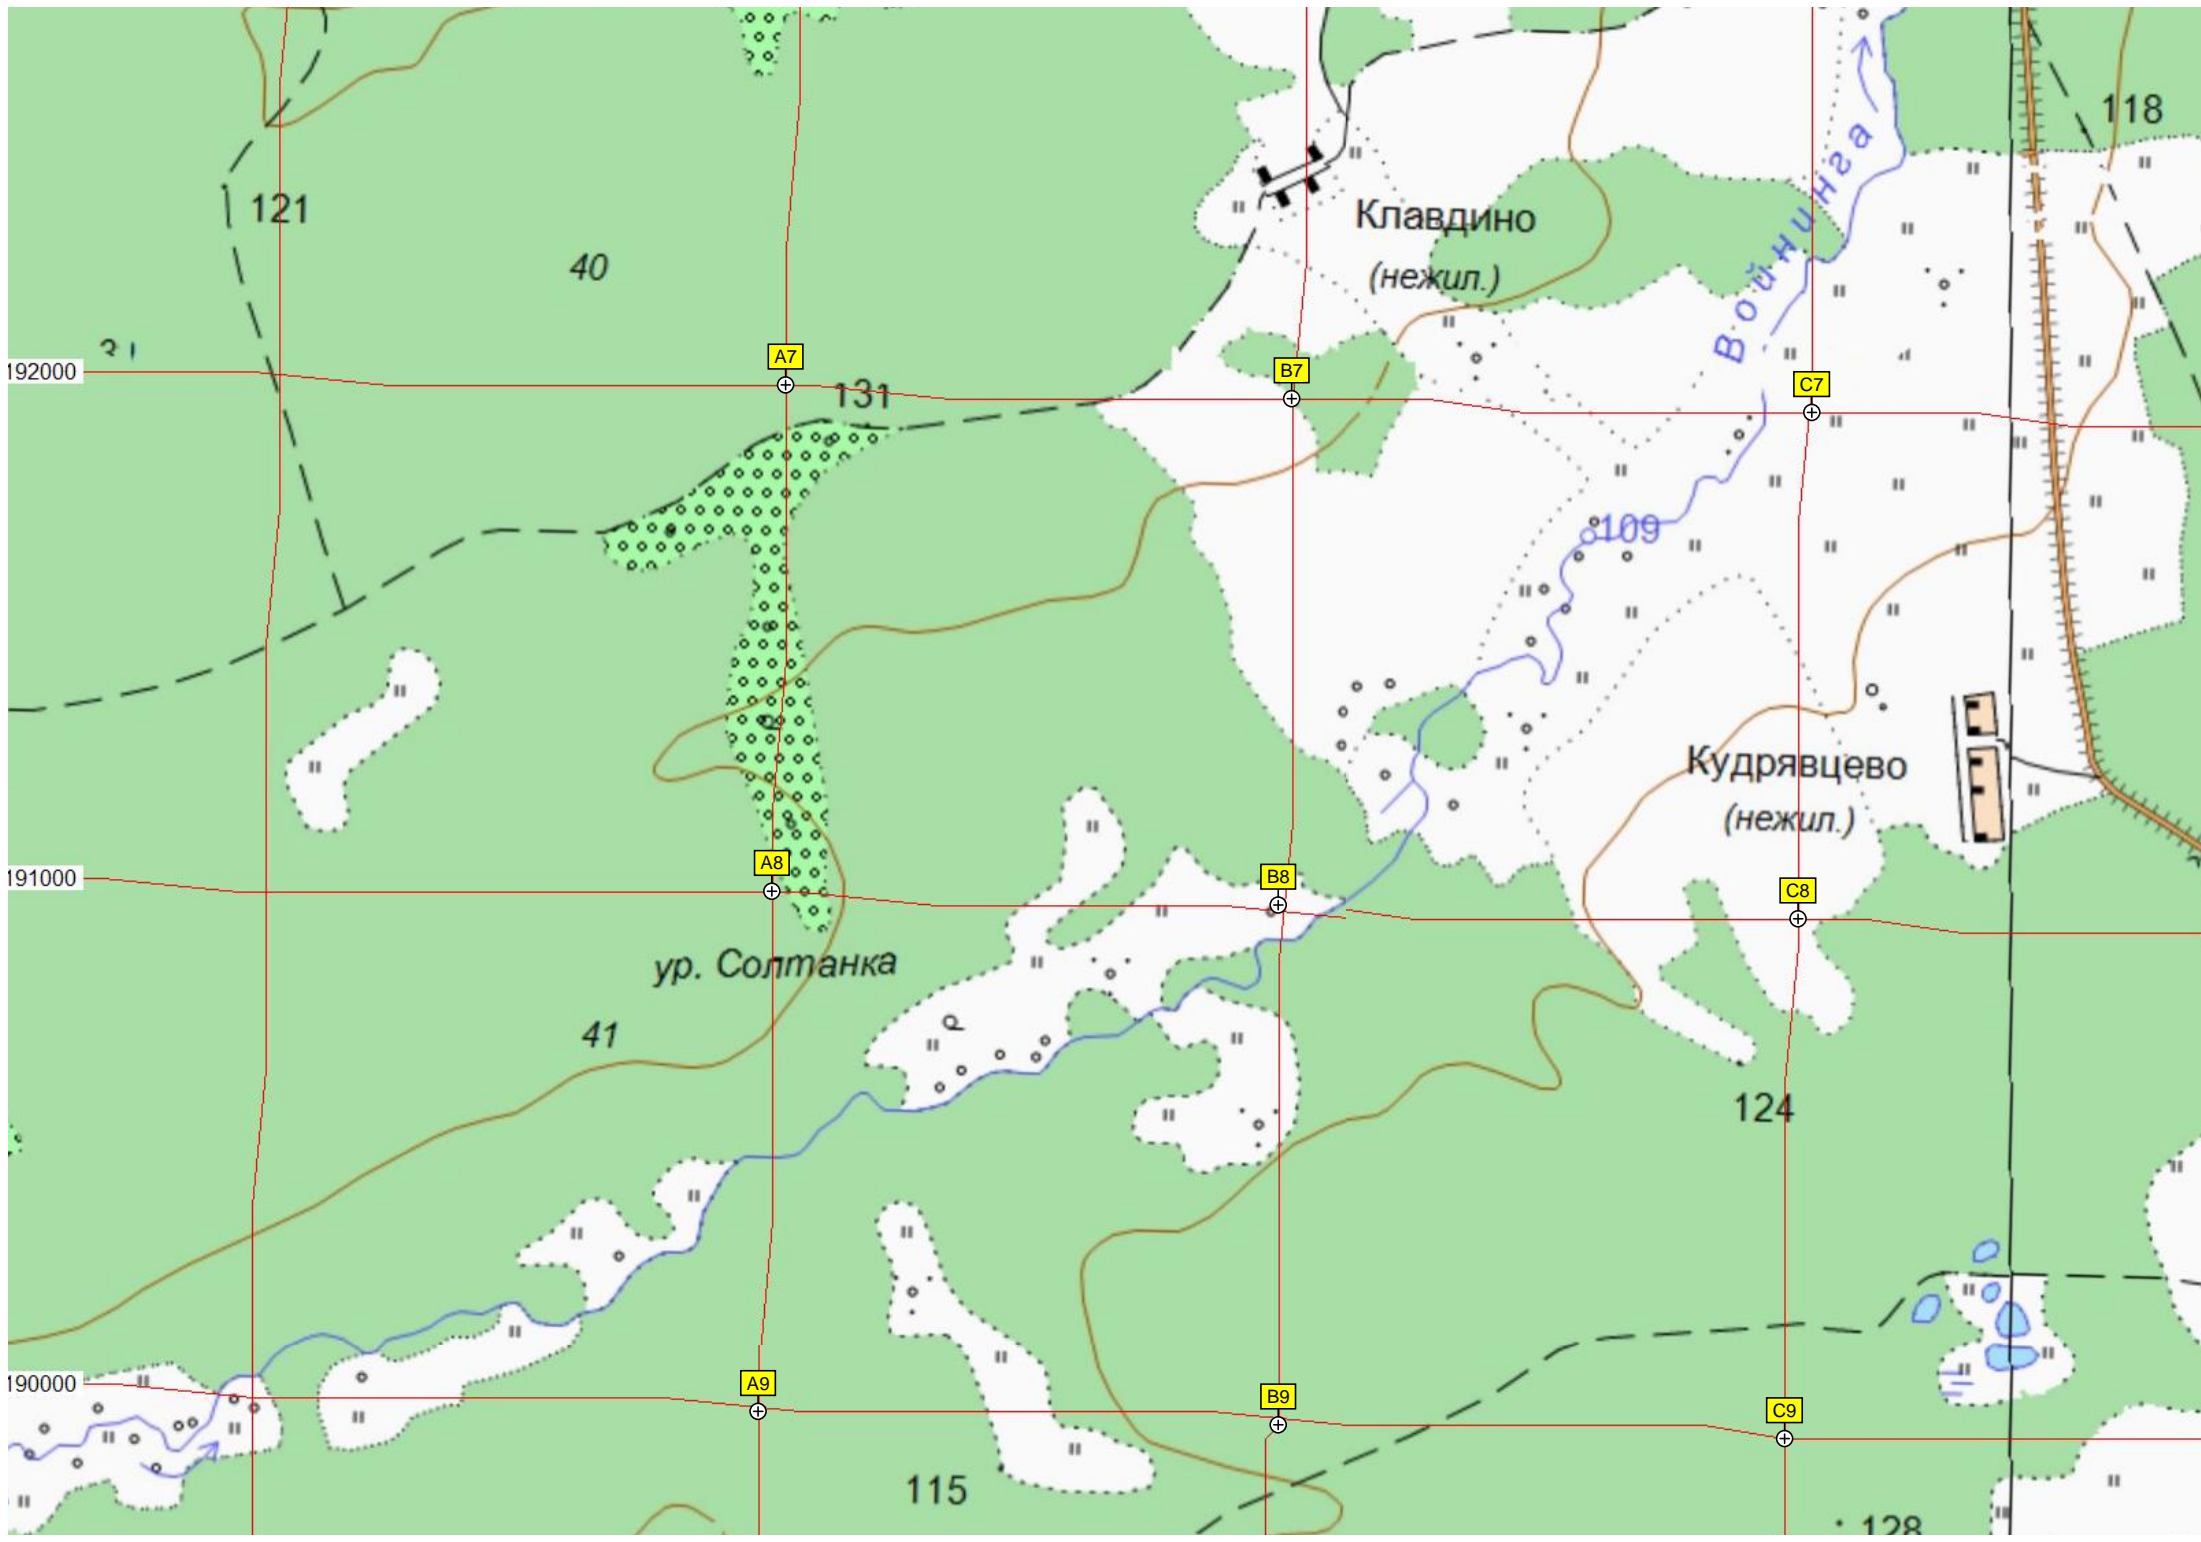 118
Войнинга
121
Клавдино
40
(нежил.)
192000
A7
131
B7
C7
109
Кудрявцево
(нежил.)
191000
A8
B8
C8
ур. Солтанка
41
124
190000
A9
B9
C9
115
128